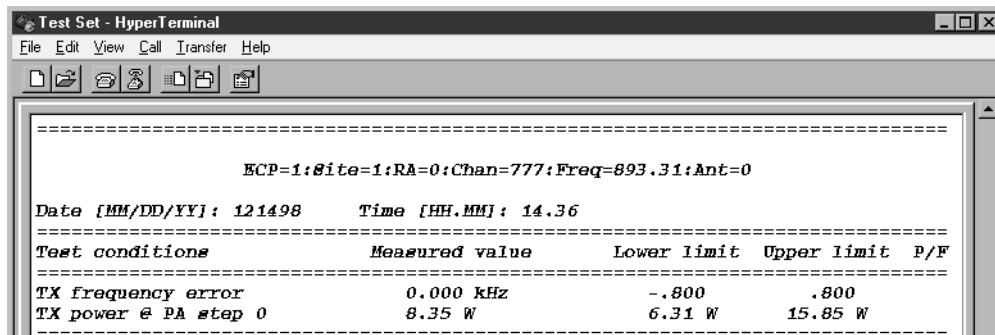 Test Set - HyperTerminal
File Edit View Call Transfer Help
===============================================================================
ECP=1:Site=1:RA=0:Chan=777:Freq=893.31:Ant=0
Date [MM/DD/YY]: 121498 Time [HH.MM]: 14.36
===============================================================================
Test conditions Measured value Lower limit Upper limit P/F
===============================================================================
TX frequency error 0.000 kHz -.800 .800
TX power @ PA step 0 8.35 W 6.31 W 15.85 W
===============================================================================